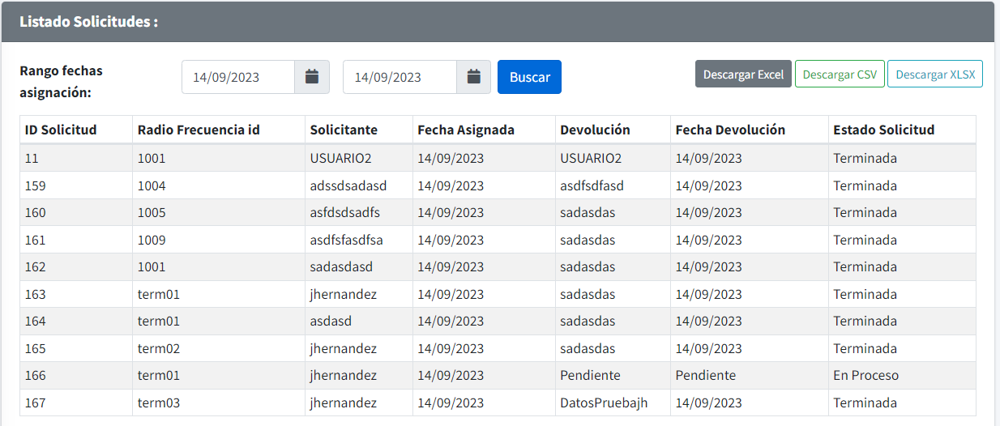 Listado Solicitudes :
Rango fechas
asignación:
14/09/2023 14/09/2023 Buscar Descargar Excel Descargar CSV Descargar XLSX
ID Solicitud Radio Frecuencia id Solicitante Fecha Asignada Devolución Fecha Devolución Estado Solicitud
11 1001 USUARIO2 14/09/2023 USUARIO2 14/09/2023 Terminada
159 1004 adssdsadasd 14/09/2023 asdfsdfasd 14/09/2023 Terminada
160 1005 asfdsdsadfs 14/09/2023 sadasdas 14/09/2023 Terminada
161 1009 asdfsfasdfsa 14/09/2023 sadasdas 14/09/2023 Terminada
162 1001 sadasdasd 14/09/2023 sadasdas 14/09/2023 Terminada
163 term01 jhernandez 14/09/2023 sadasdas 14/09/2023 Terminada
164 term01 asdasd 14/09/2023 sadasdas 14/09/2023 Terminada
165 term02 jhernandez 14/09/2023 sadasdas 14/09/2023 Terminada
166 term01 jhernandez 14/09/2023 Pendiente Pendiente En Proceso
167 term03 jhernandez 14/09/2023 DatosPruebajh 14/09/2023 Terminada